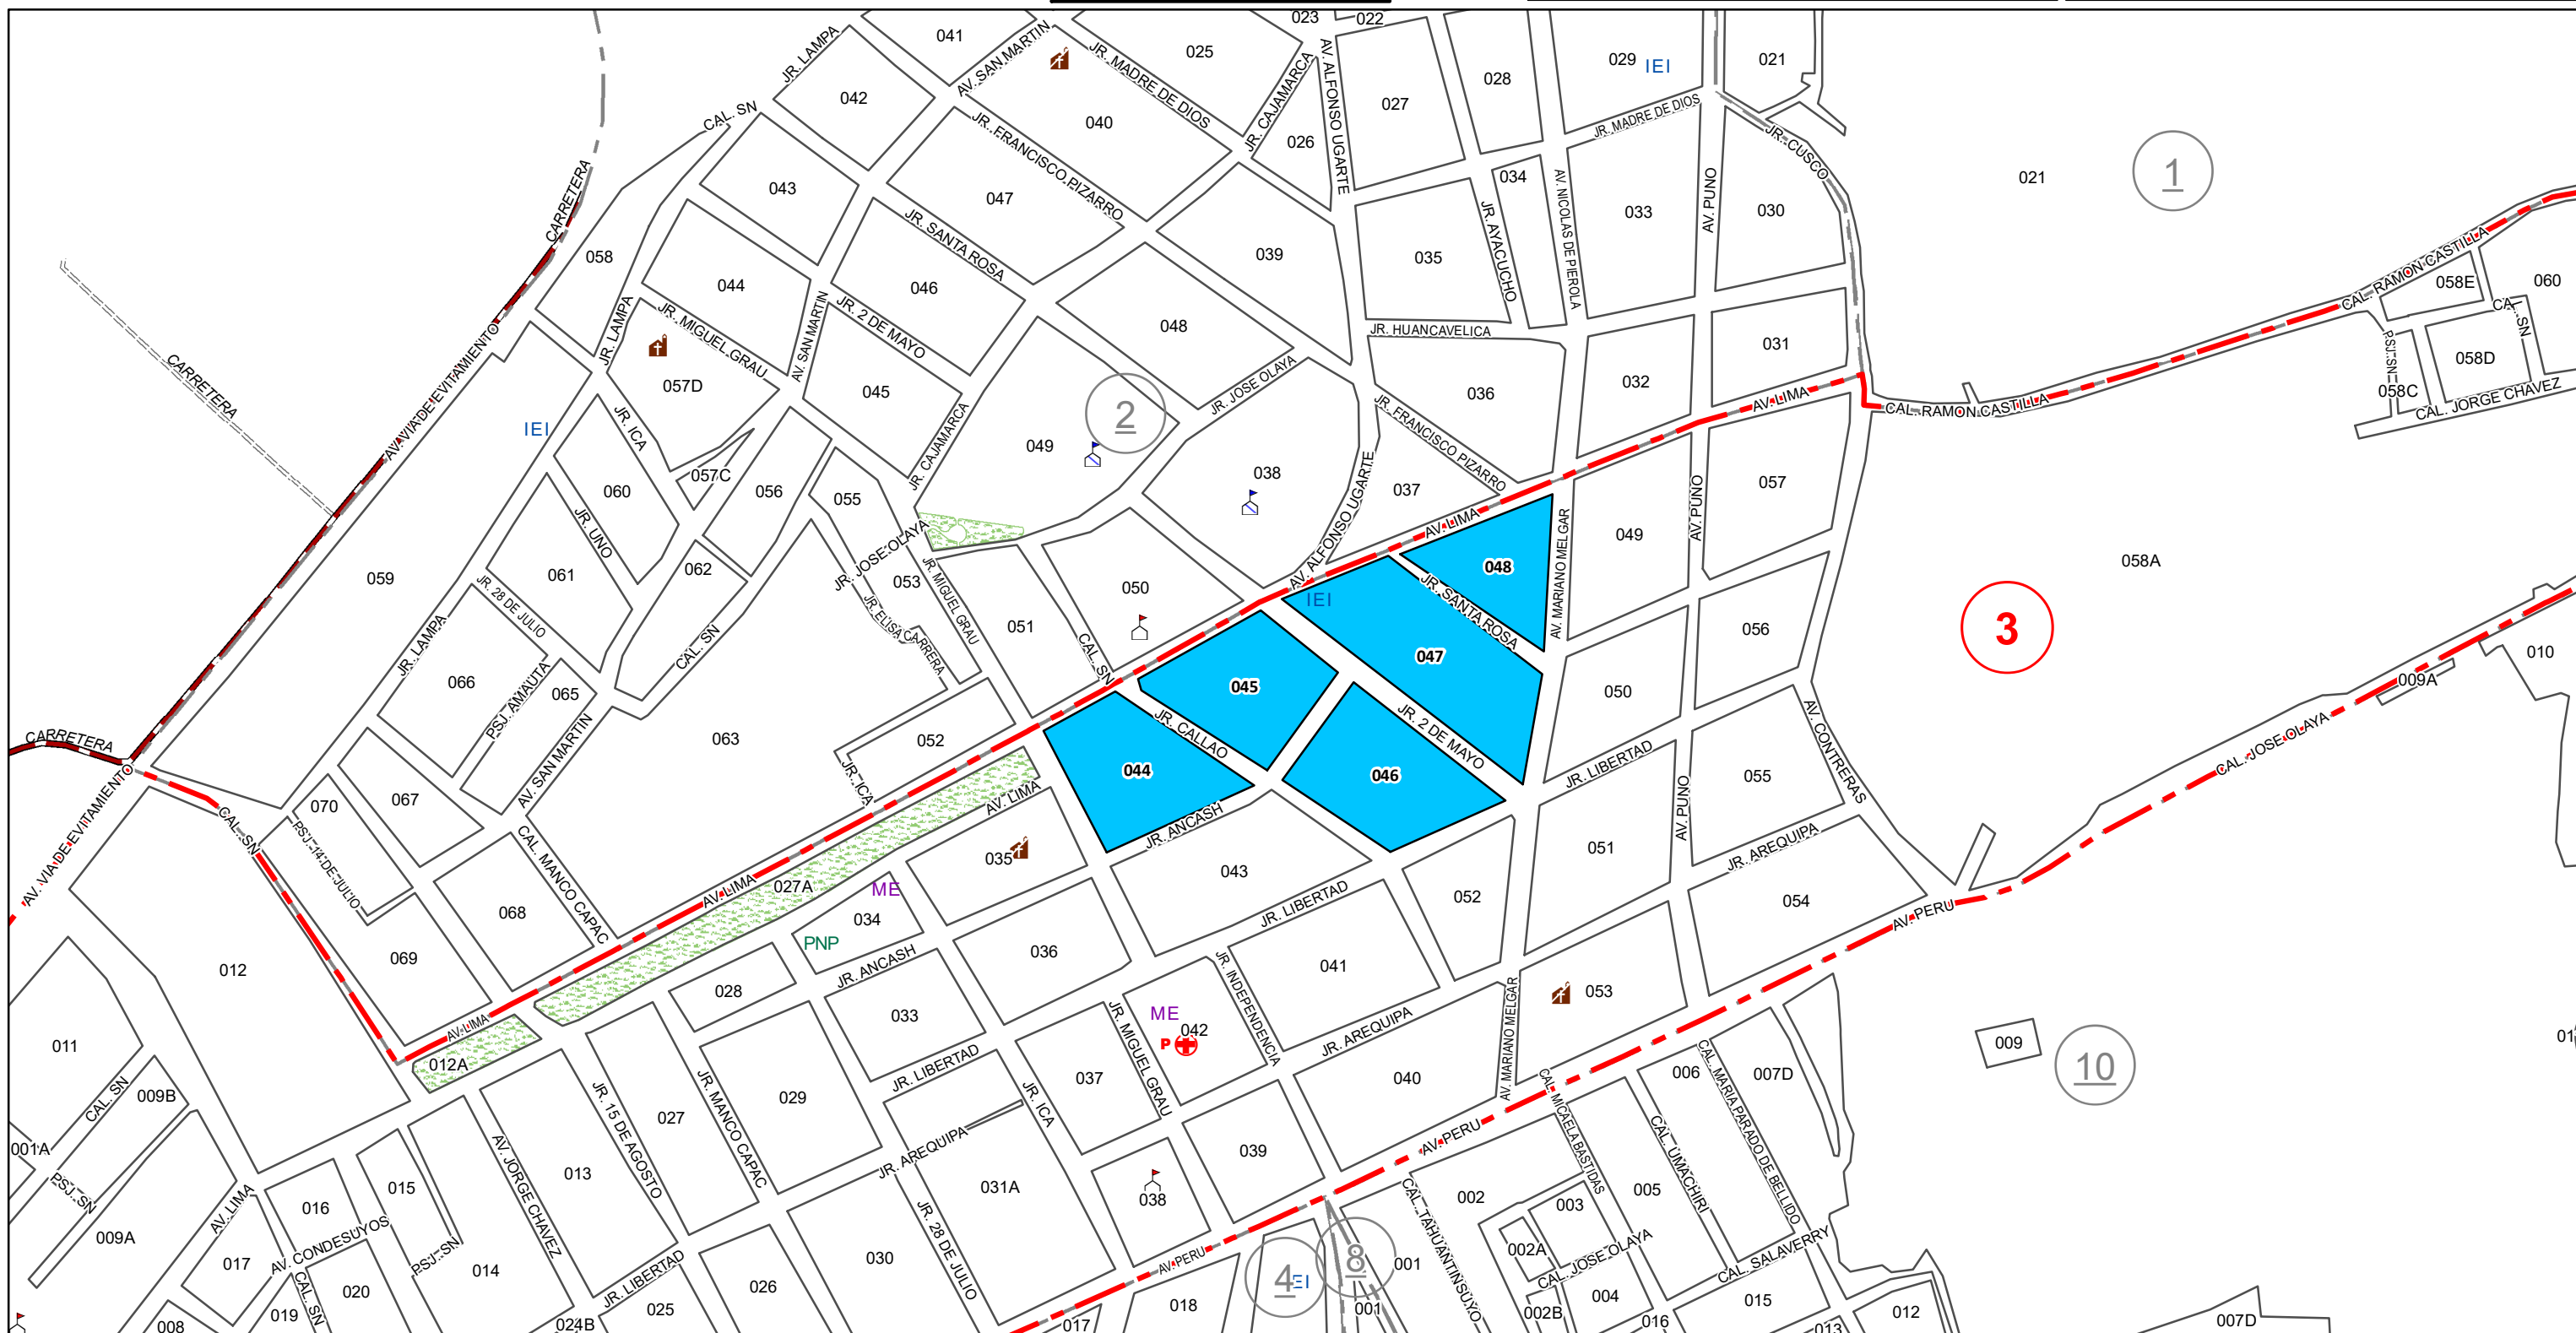 023
022
041
AV. SAN MARTIN
JR. LAMPA
025
JR. MADRE DE DIOS
JR. CAJAMARCA
AV. ALFONSO UGARTE
029
IEI
021
028
027
042
CAL. SN
040
026
JR. MADRE DE DIOS
JR. CUSCO
JR. FRANCISCO PIZARRO
CARRETERA
043
047
034
AV. NICOLAS DE PIEROLA
033
AV. PUNO
030
021
1
JR. SANTA ROSA
JR. AYACUCHO
039
035
058
044
046
CAL. RAMON CASTILLA
058E
060
CA. SN
AV. VIA DE EVITAMIENTO
JR. LAMPA
JR. MIGUEL GRAU
AV. SAN MARTIN
JR. 2 DE MAYO
048
JR. HUANCAVELICA
031
PSJ. SN
058D
CARRETERA
057D
045
JR. JOSE OLAYA
036
032
AV. LIMA
CAL. RAMON CASTILLA
058C
CAL. JORGE CHAVEZ
IEI
JR. ICA
JR. CAJAMARCA
2
049
JR. FRANCISCO PIZARRO
057C
060
056
055
038
037
057
AV. ALFONSO UGARTE
AV. PUNO
JR. UNO
JR. JOSE OLAYA
AV. LIMA
049
AV. MARIANO MELGAR
048
058A
059
061
062
053
JR. MIGUEL GRAU
050
IEI
JR. SANTA ROSA
JR. 28 DE JULIO
JR. ELISA CARRERA
051
056
3
JR. LAMPA
CAL. SN
CAL. SN
047
010
066
PSJ. AMAUTA
065
045
050
009A
CARRETERA
063
052
JR. CALLAO
JR. 2 DE MAYO
AV. CONTRERAS
CAL. JOSE OLAYA
AV. SAN MARTIN
JR. ICA
044
046
JR. LIBERTAD
055
AV. VIA DE EVITAMIENTO
070
067
AV. LIMA
AV. PUNO
CAL. SN
PSJ. 14 DE JULIO
CAL. MANCO CAPAC
JR. ANCASH
051
JR. AREQUIPA
035
043
027A
AV. LIMA
ME
JR. LIBERTAD
052
054
068
034
AV. PERU
PNP
012
069
JR. ANCASH
036
JR. INDEPENDENCIA
041
028
053
AV. LIMA
033
JR. MIGUEL GRAU
ME
042
P
JR. AREQUIPA
AV. MARIANO MELGAR
009
10
011
012A
JR. LIBERTAD
037
040
CAL. MICAELA BASTIDAS
006
CAL. MARIA PARADO DE BELLIDO
007D
CAL. SN
009B
JR. 15 DE AGOSTO
027
JR. MANCO CAPAC
029
JR. ICA
001A
AV. JORGE CHAVEZ
013
JR. AREQUIPA
039
AV. PERU
CAL. UMACHIRI
PSJ. SN
015
031A
038
002
005
016
AV. LIMA
003
009A
AV. CONDESUYOS
PSJ. SN
JR. 28 DE JULIO
CAL. TAHUANTINSUYO
002A
CAL. JOSE OLAYA
CAL. SALAVERRY
017
014
030
AV. PERU
4
EI
8
001
020
JR. LIBERTAD
026
004
015
019
CAL. SN
025
018
001
002B
012
008
024B
017
016
013
007D